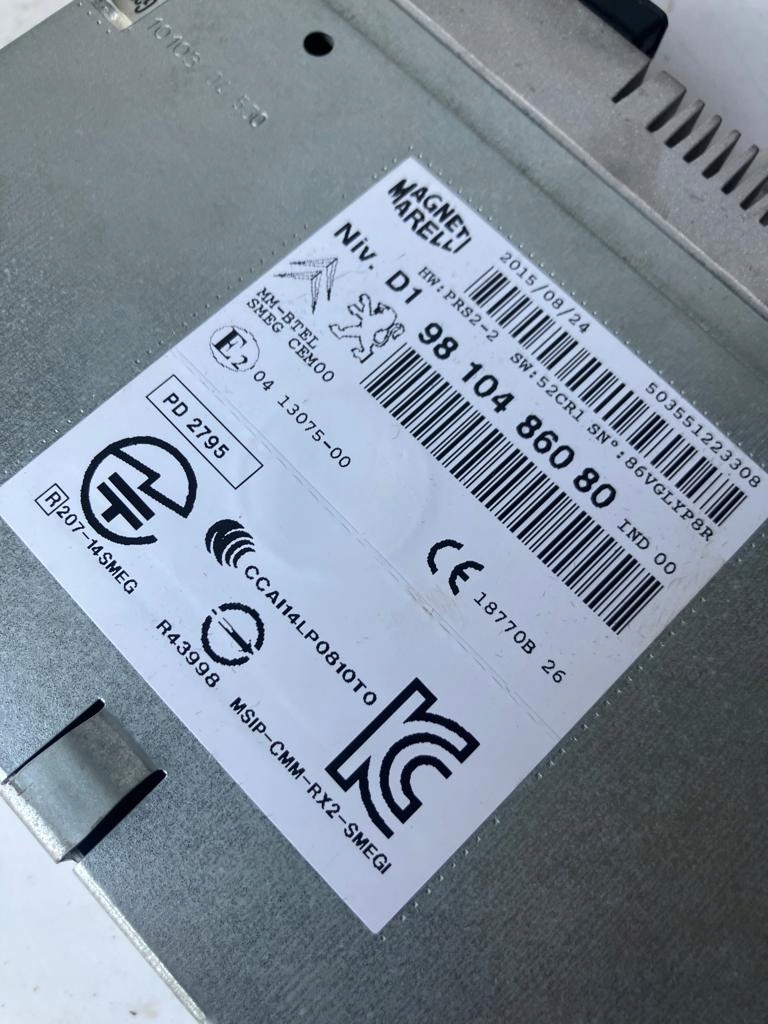 MAGNETI
MARELLI
2015/08/24
503551223308
Niv. D1
HW:PRS2-2 SW:52CR1 SN°:86VGLYP8R
98 104 860 80
IND 00
MM-BTEL
SMEG CEM00
E2
04 13075-00
PD 2795
CE
18770B 26
R 207-14SMEG
CCAI14LP0810T0
R43998
MSIP-CMM-RX2-SMEGI